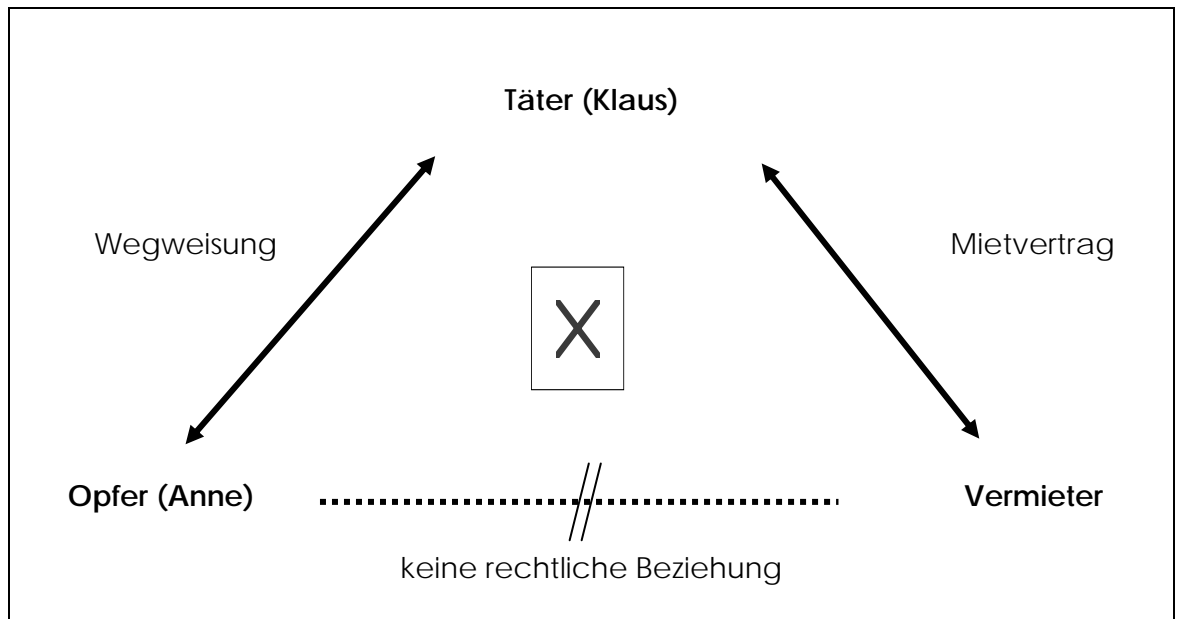 Täter (Klaus)
Wegweisung
Mietvertrag
X
Opfer (Anne)
Vermieter
keine rechtliche Beziehung